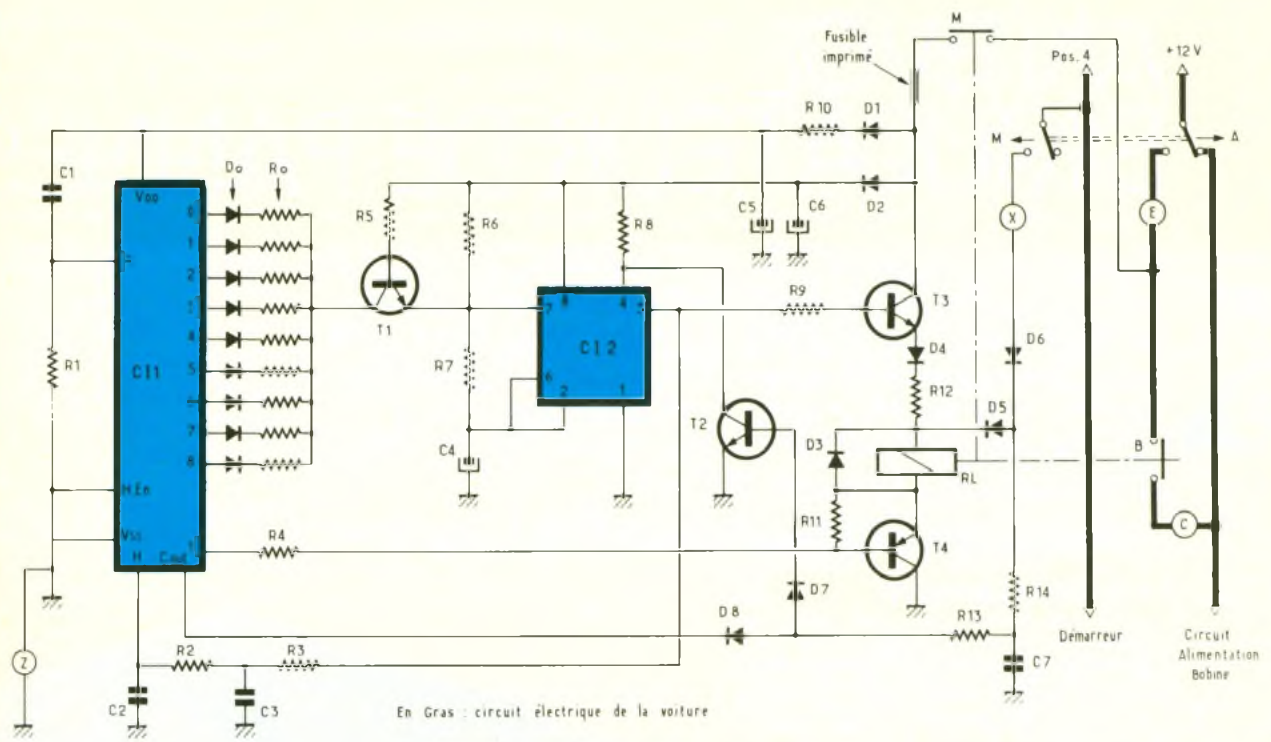 M
Fusible
imprimé
Pos. 4
+12 V
R10
D1
M
A
C1
Do
Ro
VDD
0
D2
R5
R6
R8
C5
C6
E
X
1
2
3
T1
7
8
4
R9
T3
4
R1
CI1
5
R7
CI2
D4
D6
6
R12
7
6
2
1
T2
D5
8
C4
D3
B
RL
H.En
R11
C
VSS
H
Cout
R4
T4
R14
D7
D8
R13
Z
R2
R3
Démarreur
Circuit
Alimentation
Bobine
C7
C2
C3
En Gras : circuit électrique de la voiture